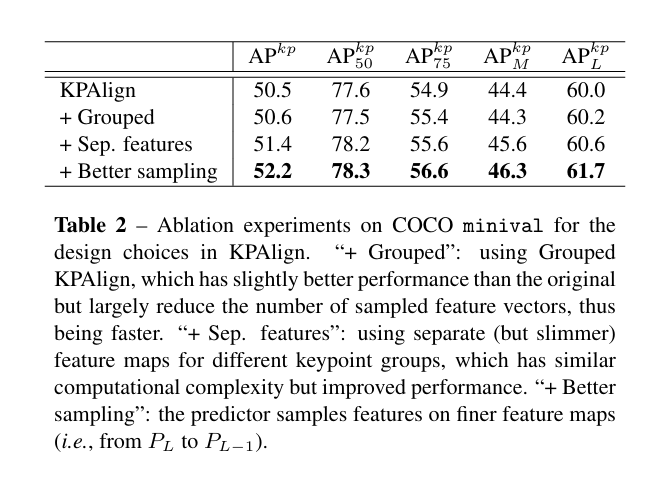 AP^{kp} AP^{kp}_{50} AP^{kp}_{75} AP^{kp}_{M} AP^{kp}_{L}
KPAlign 50.5 77.6 54.9 44.4 60.0
+ Grouped 50.6 77.5 55.4 44.3 60.2
+ Sep. features 51.4 78.2 55.6 45.6 60.6
+ Better sampling 52.2 78.3 56.6 46.3 61.7
Table 2 – Ablation experiments on COCO minival for the
design choices in KPAlign. “+ Grouped”: using Grouped
KPAlign, which has slightly better performance than the original
but largely reduce the number of sampled feature vectors, thus
being faster. “+ Sep. features”: using separate (but slimmer)
feature maps for different keypoint groups, which has similar
computational complexity but improved performance. “+ Better
sampling”: the predictor samples features on finer feature maps
(i.e., from P_L to P_{L−1}).